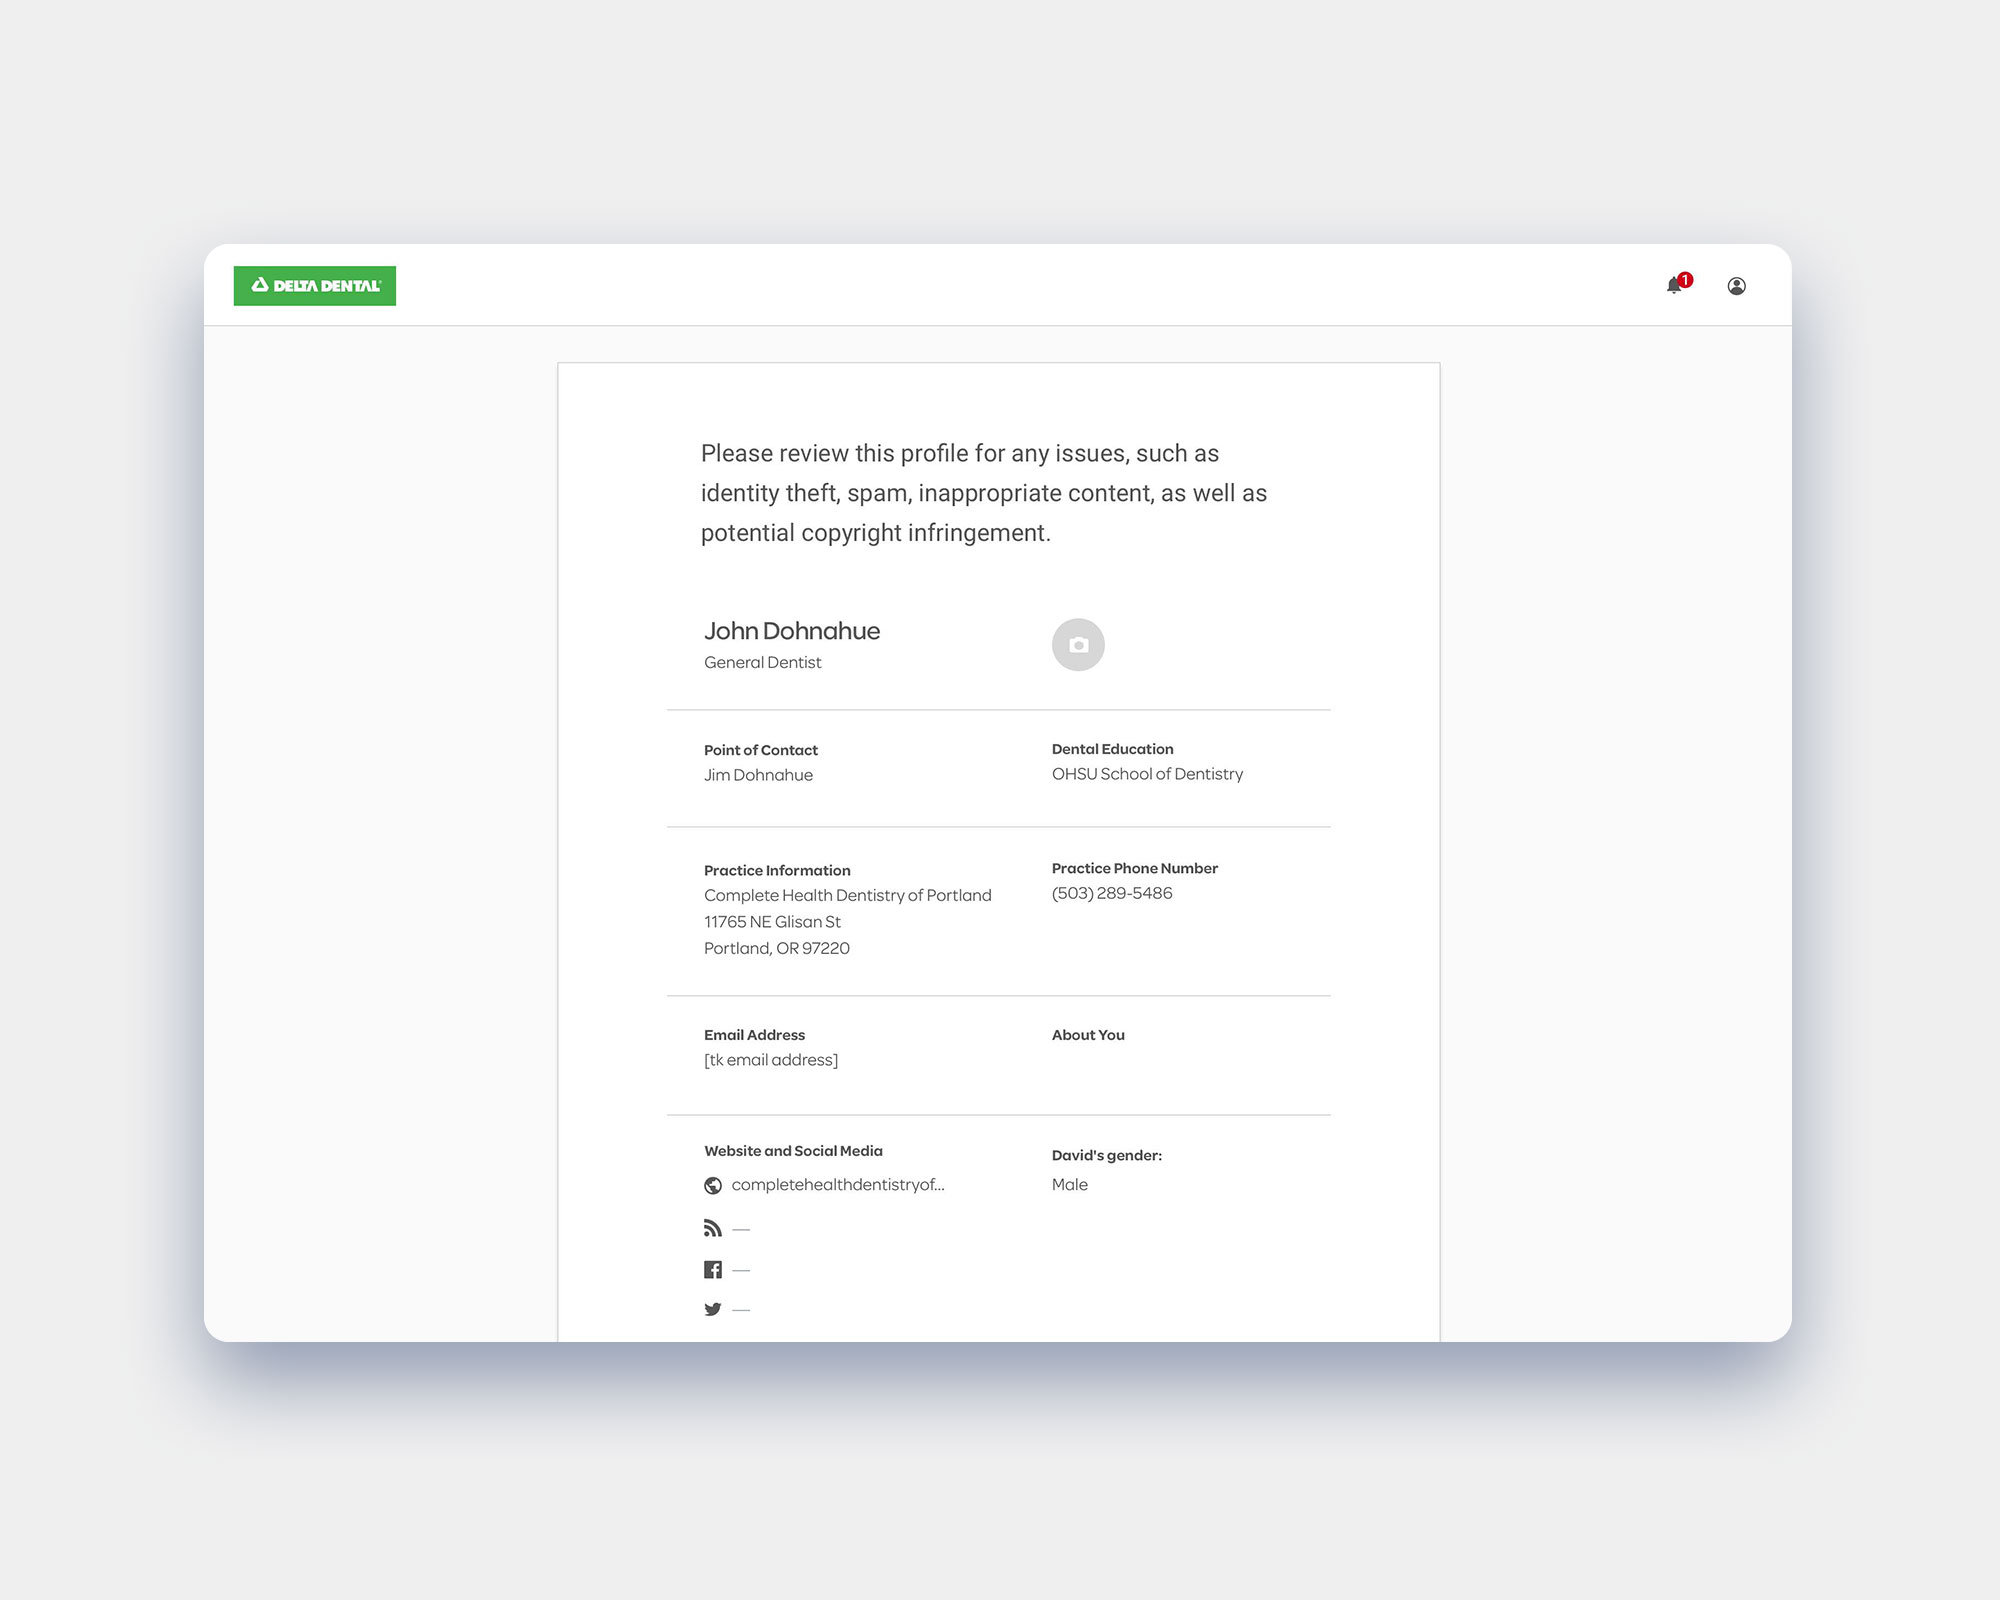 DELTA DENTAL
1
Please review this profile for any issues, such as
identity theft, spam, inappropriate content, as well as
potential copyright infringement.
John Dohnahue
General Dentist
Point of Contact
Jim Dohnahue
Dental Education
OHSU School of Dentistry
Practice Information
Complete Health Dentistry of Portland
11765 NE Glisan St
Portland, OR 97220
Practice Phone Number
(503) 289-5486
Email Address
[tk email address]
About You
Website and Social Media
completehealthdentistryof...
—
—
—
David's gender:
Male